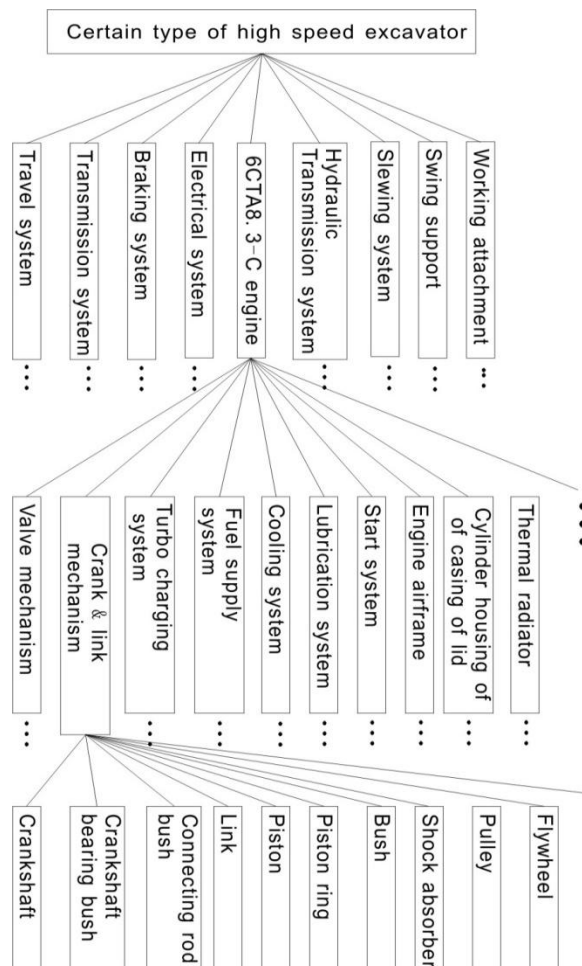 Certain type of high speed excavator
Travel system
Transmission system
Braking system
Electrical system
6CTA8. 3-C engine
Hydraulic
Transmission system
Slewing system
Swing support
Working attachment
Valve mechanism
Crank & link
mechanism
Turbo charging
system
Fuel supply
system
Cooling system
Lubrication system
Start system
Engine airframe
Cylinder housing of
of casing of lid
Thermal radiator
Crankshaft
Crankshaft
bearing bush
Connecting rod
bush
Link
Piston
Piston ring
Bush
Shock absorber
Pulley
Flywheel